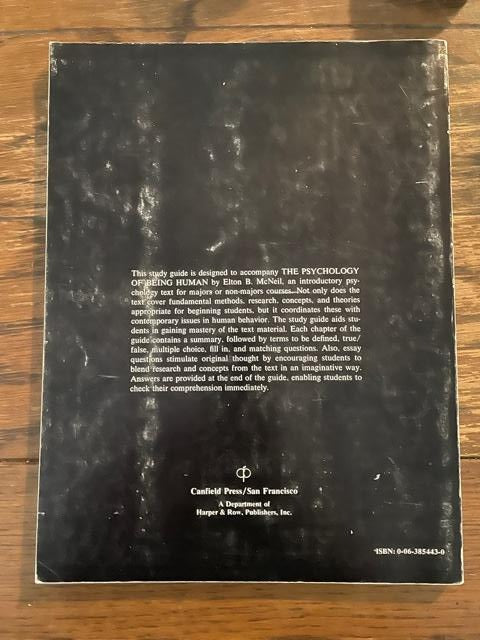 This study guide is designed to accompany THE PSYCHOLOGY
OF BEING HUMAN by Elton B. McNeil, an introductory psy-
chology text for majors or non-majors courses. Not only does the
text cover fundamental methods, research, concepts, and theories
appropriate for beginning students, but it coordinates these with
contemporary issues in human behavior. The study guide aids stu-
dents in gaining mastery of the text material. Each chapter of the
guide contains a summary, followed by terms to be defined, true/
false, multiple choice, fill in, and matching questions. Also, essay
questions stimulate original thought by encouraging students to
blend research and concepts from the text in an imaginative way.
Answers are provided at the end of the guide, enabling students to
check their comprehension immediately.
Canfield Press/San Francisco
A Department of
Harper & Row, Publishers, Inc.
ISBN: 0-06-385443-0